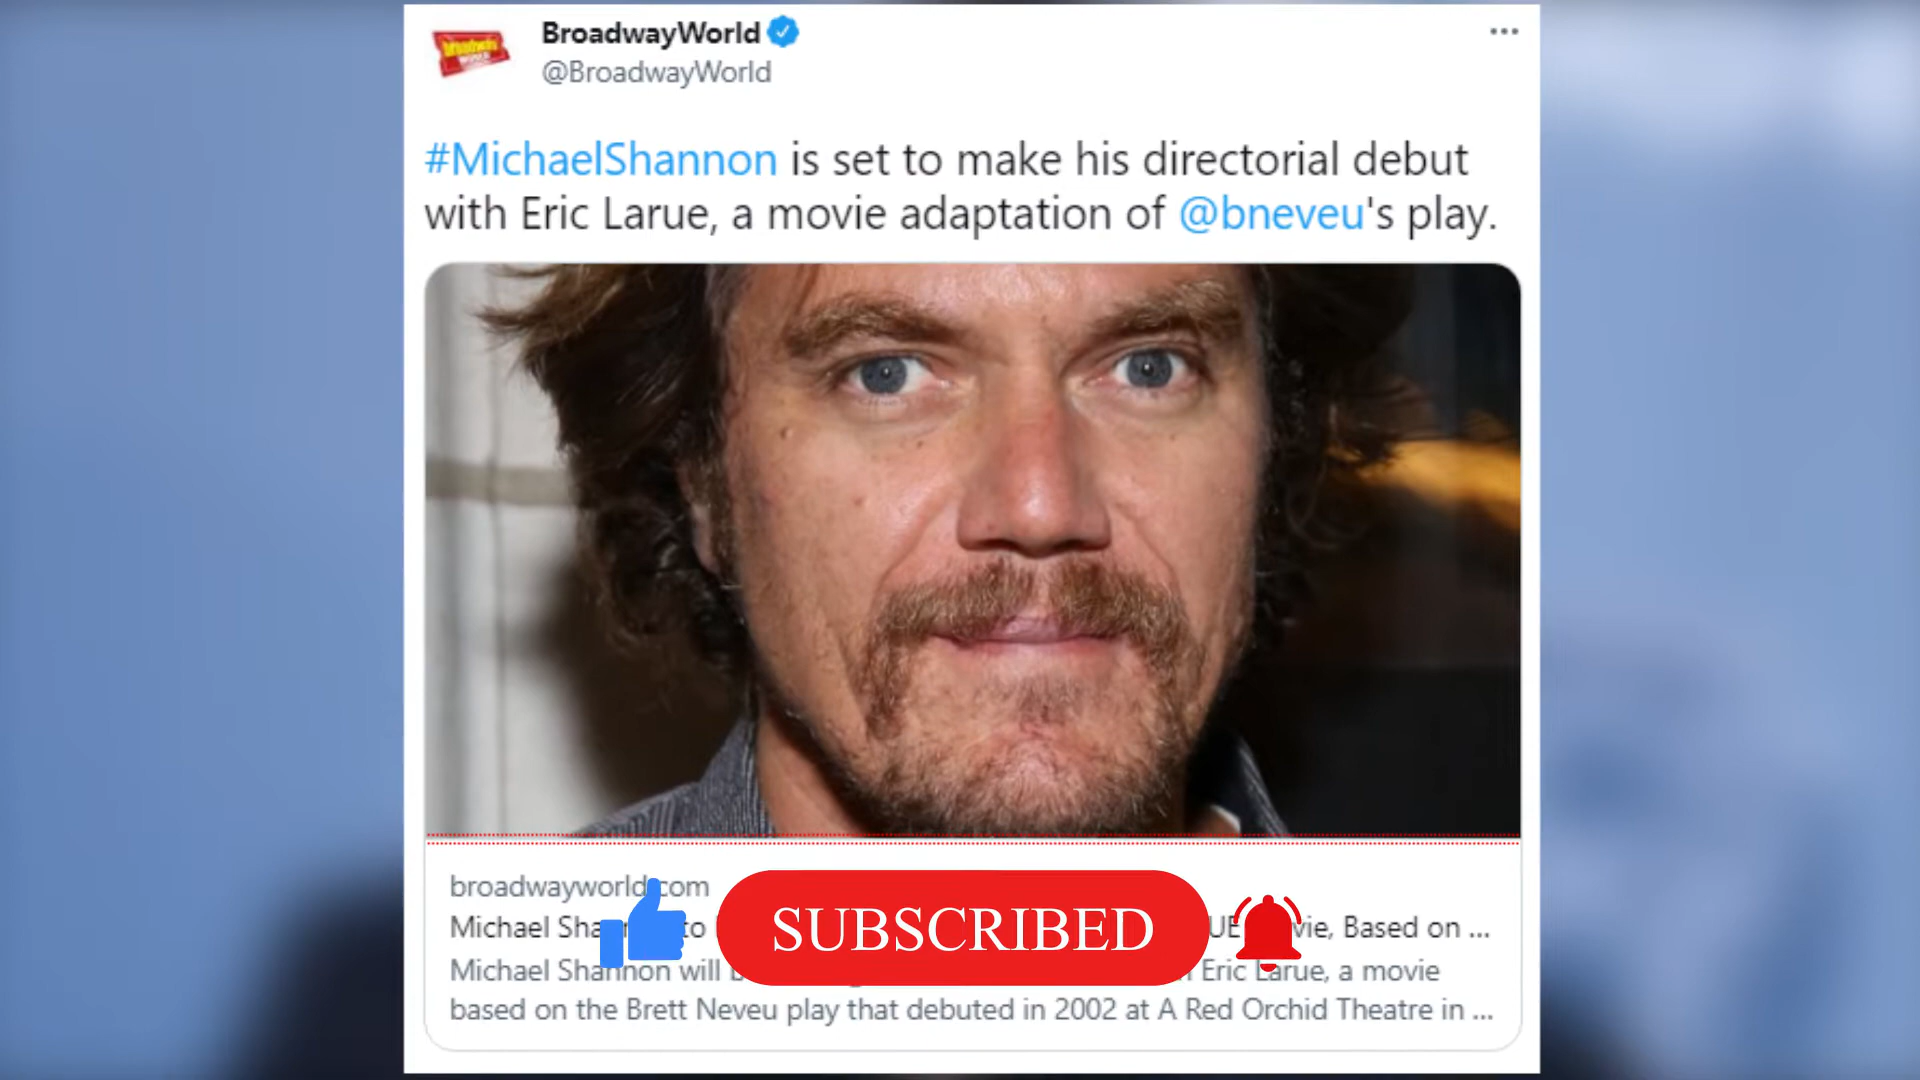 BroadwayWorld
@BroadwayWorld
#MichaelShannon is set to make his directorial debut
with Eric Larue, a movie adaptation of @bneveu's play.
broadwayworld.com
Michael to Movie, Based on ...
SUBSCRIBED
Michael Shannon will Eric Larue, a movie
based on the Brett Neveu play that debuted in 2002 at A Red Orchid Theatre in ...